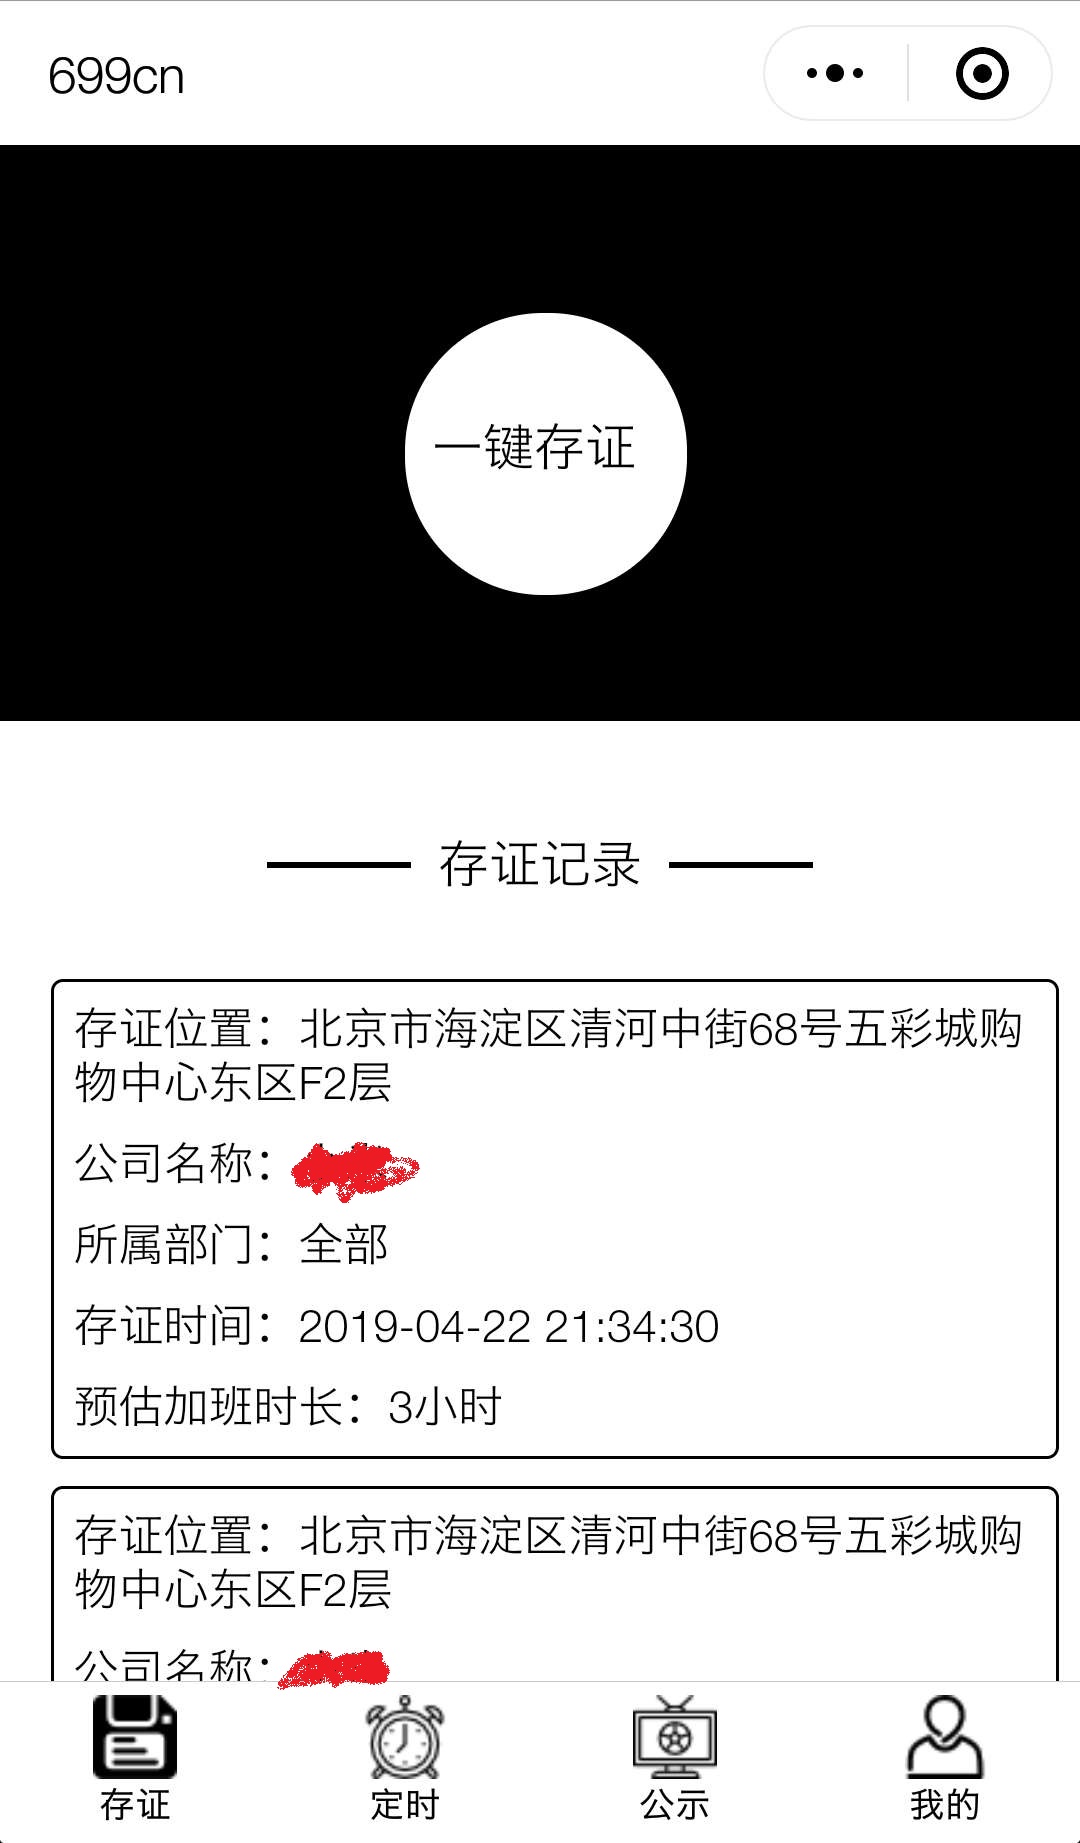 699cn
一键存证
存证记录
存证位置：北京市海淀区清河中街68号五彩城购
物中心东区F2层
公司名称：
所属部门：全部
存证时间：2019-04-22 21:34:30
预估加班时长：3小时
存证位置：北京市海淀区清河中街68号五彩城购
物中心东区F2层
公司名称：
存证 定时 公示 我的